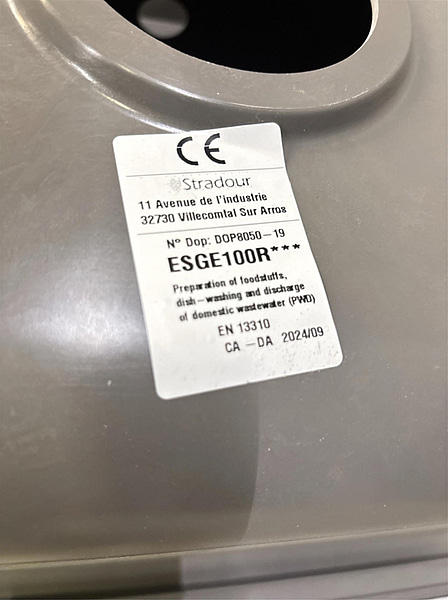 CE
Stradour
11 Avenue de l'industrie
32730 Villecomtal Sur Arros
N° Dop: DOP8050-19
ESGE100R***
Preparation of foodstuffs,
dish-washing and discharge
of domestic wastewater (PWD)
EN 13310
CA -DA 2024/09